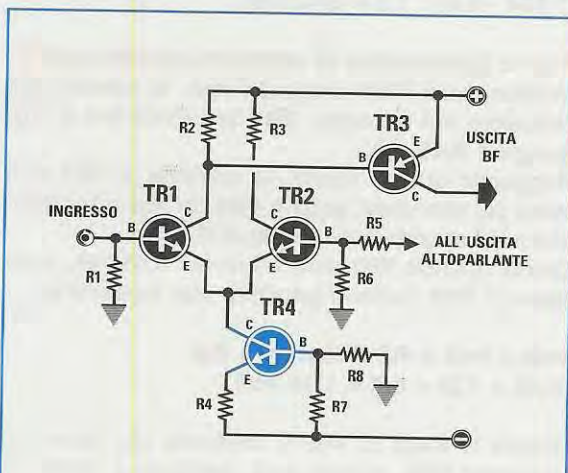 R2
R3
TR3
E
B
C
USCITA
BF
INGRESSO
TR1
TR2
B
C
E
C
E
B
R1
R5
R6
ALL' USCITA
ALTOPARLANTE
TR4
C
B
E
R8
R4
R7